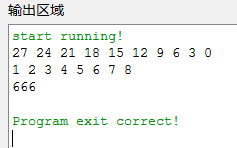 输出区域
start running!
27 24 21 18 15 12 9 6 3 0
1 2 3 4 5 6 7 8
666
Program exit correct!